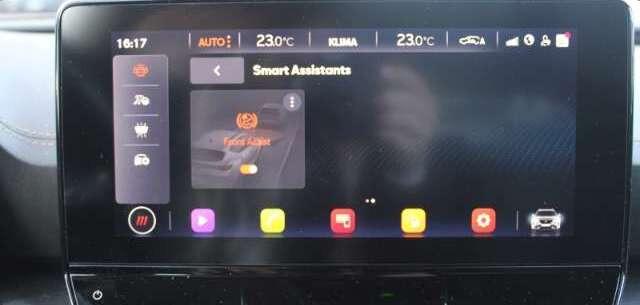 16:17 AUTO 23.0°C KLIMA 23.0°C A
Smart Assistants
Front Assist